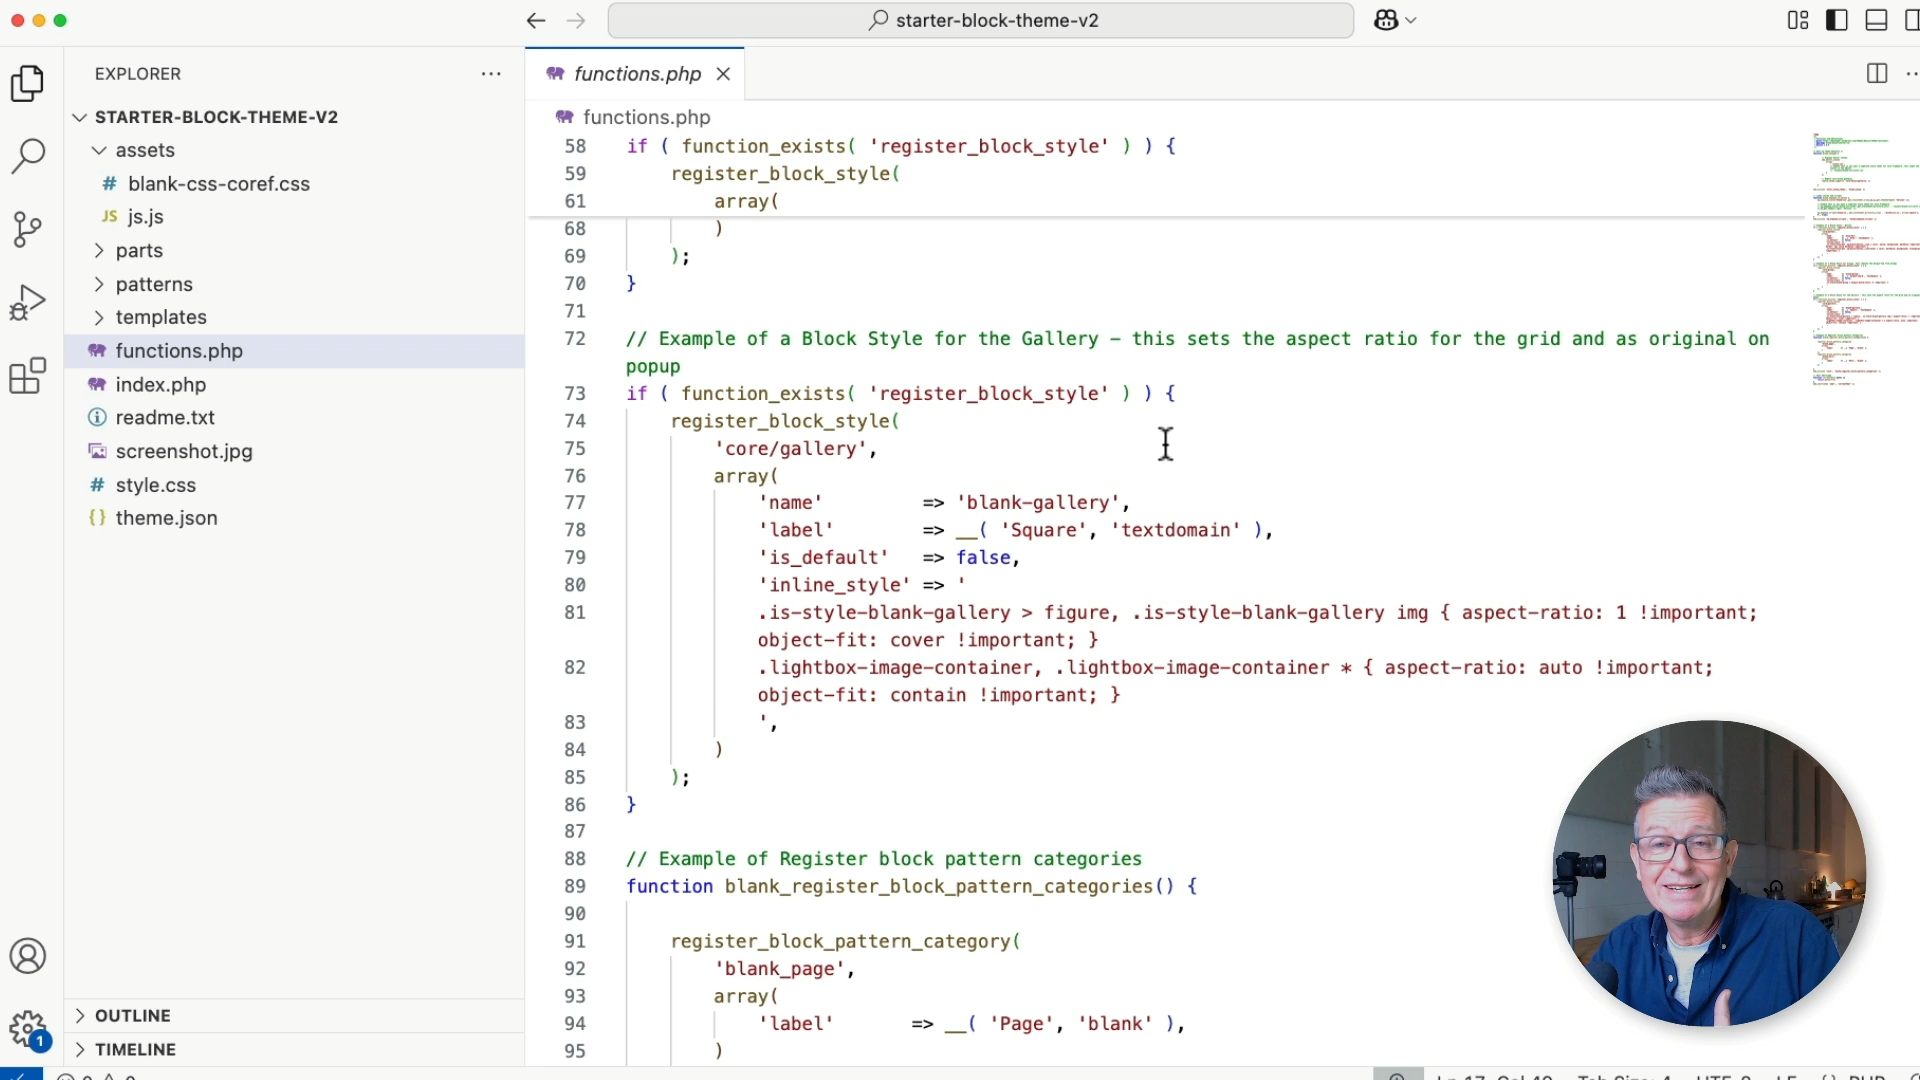 starter-block-theme-v2
EXPLORER
STARTER-BLOCK-THEME-V2
assets
# blank-css-coref.css
JS js.js
parts
patterns
templates
functions.php
index.php
readme.txt
screenshot.jpg
# style.css
{} theme.json
OUTLINE
1
TIMELINE
functions.php
functions.php
58 if ( function_exists( 'register_block_style' ) ) {
59 register_block_style(
61 array(
68 )
69 );
70 }
71
72 // Example of a Block Style for the Gallery – this sets the aspect ratio for the grid and as original on
popup
73 if ( function_exists( 'register_block_style' ) ) {
74 register_block_style(
75 'core/gallery',
76 array(
77 'name' => 'blank-gallery',
78 'label' => __( 'Square', 'textdomain' ),
79 'is_default' => false,
80 'inline_style' => '
81 .is-style-blank-gallery > figure, .is-style-blank-gallery img { aspect-ratio: 1 !important;
object-fit: cover !important; }
82 .lightbox-image-container, .lightbox-image-container * { aspect-ratio: auto !important;
object-fit: contain !important; }
83 ',
84 )
85 );
86 }
87
88 // Example of Register block pattern categories
89 function blank_register_block_pattern_categories() {
90
91 register_block_pattern_category(
92 'blank_page',
93 array(
94 'label' => __( 'Page', 'blank' ),
95 )